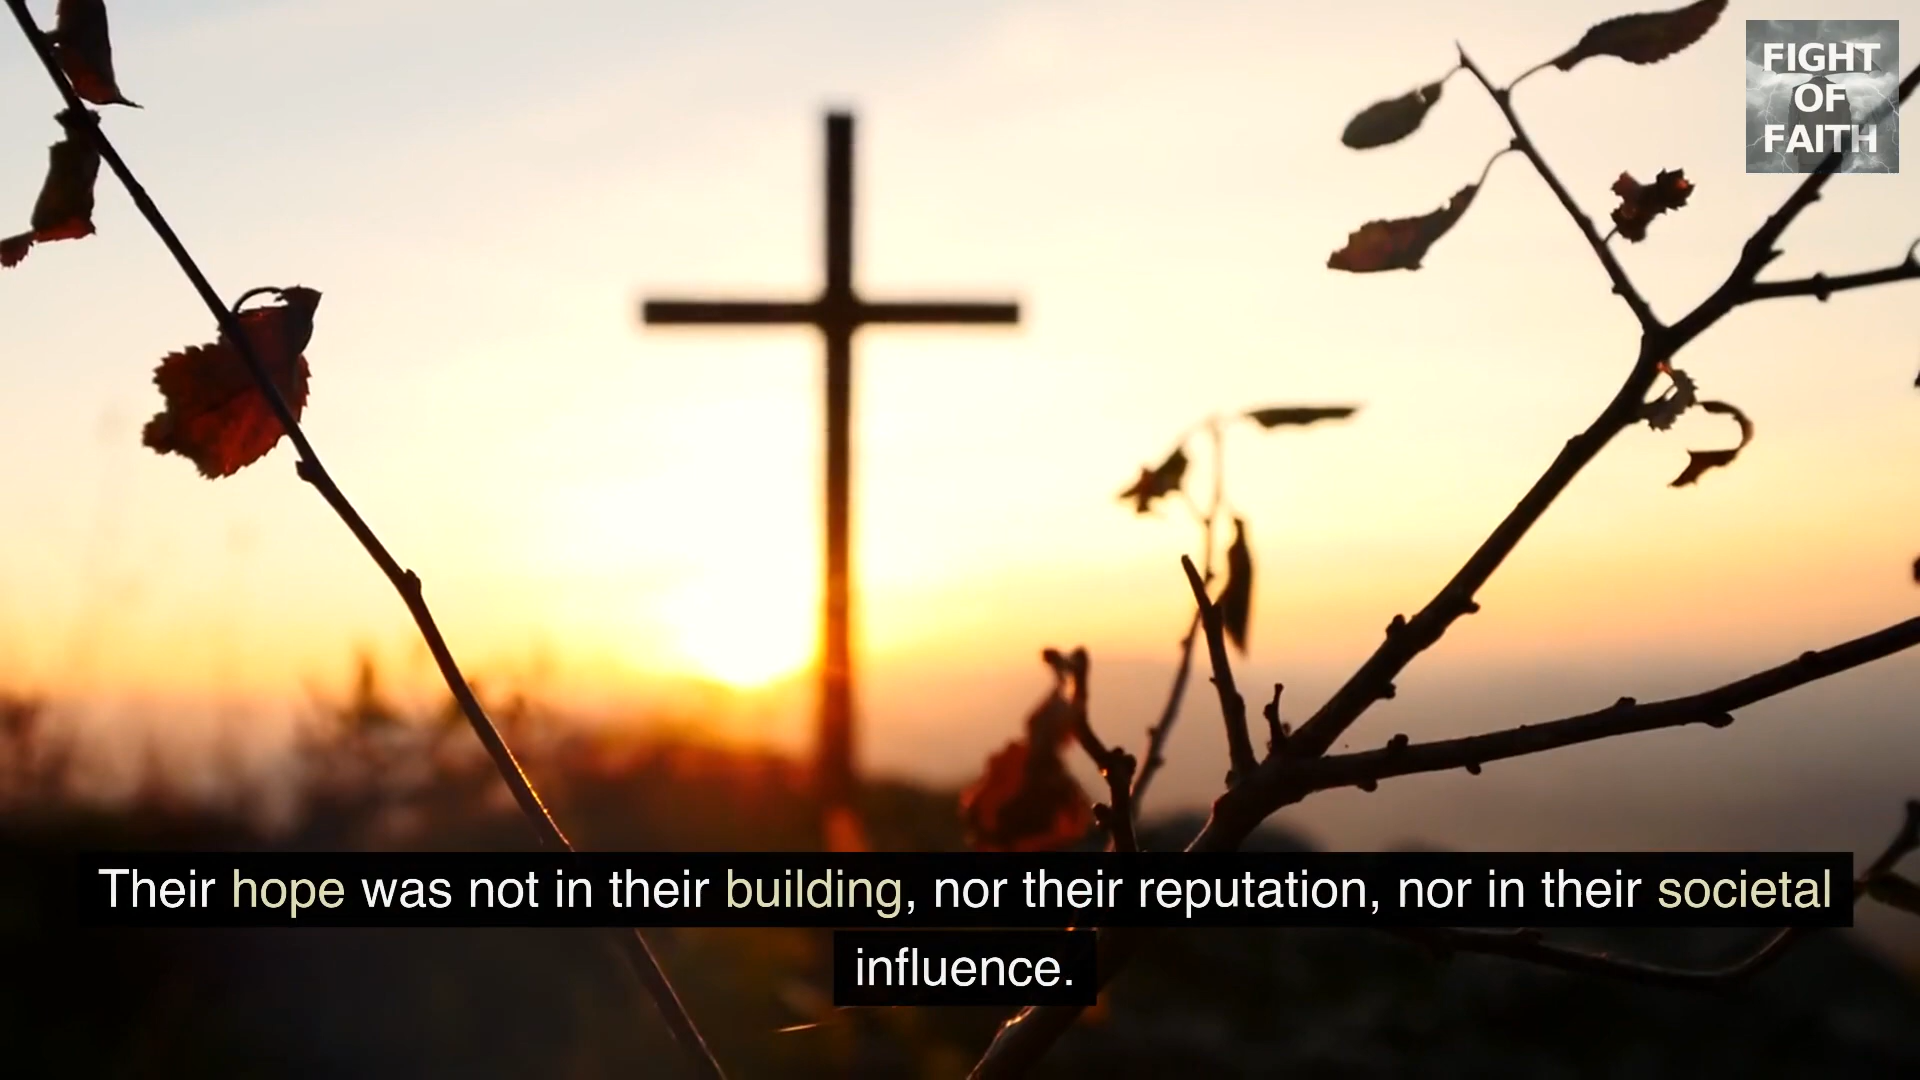 FIGHT
OF
FAITH
Their hope was not in their building, nor their reputation, nor in their societal
influence.